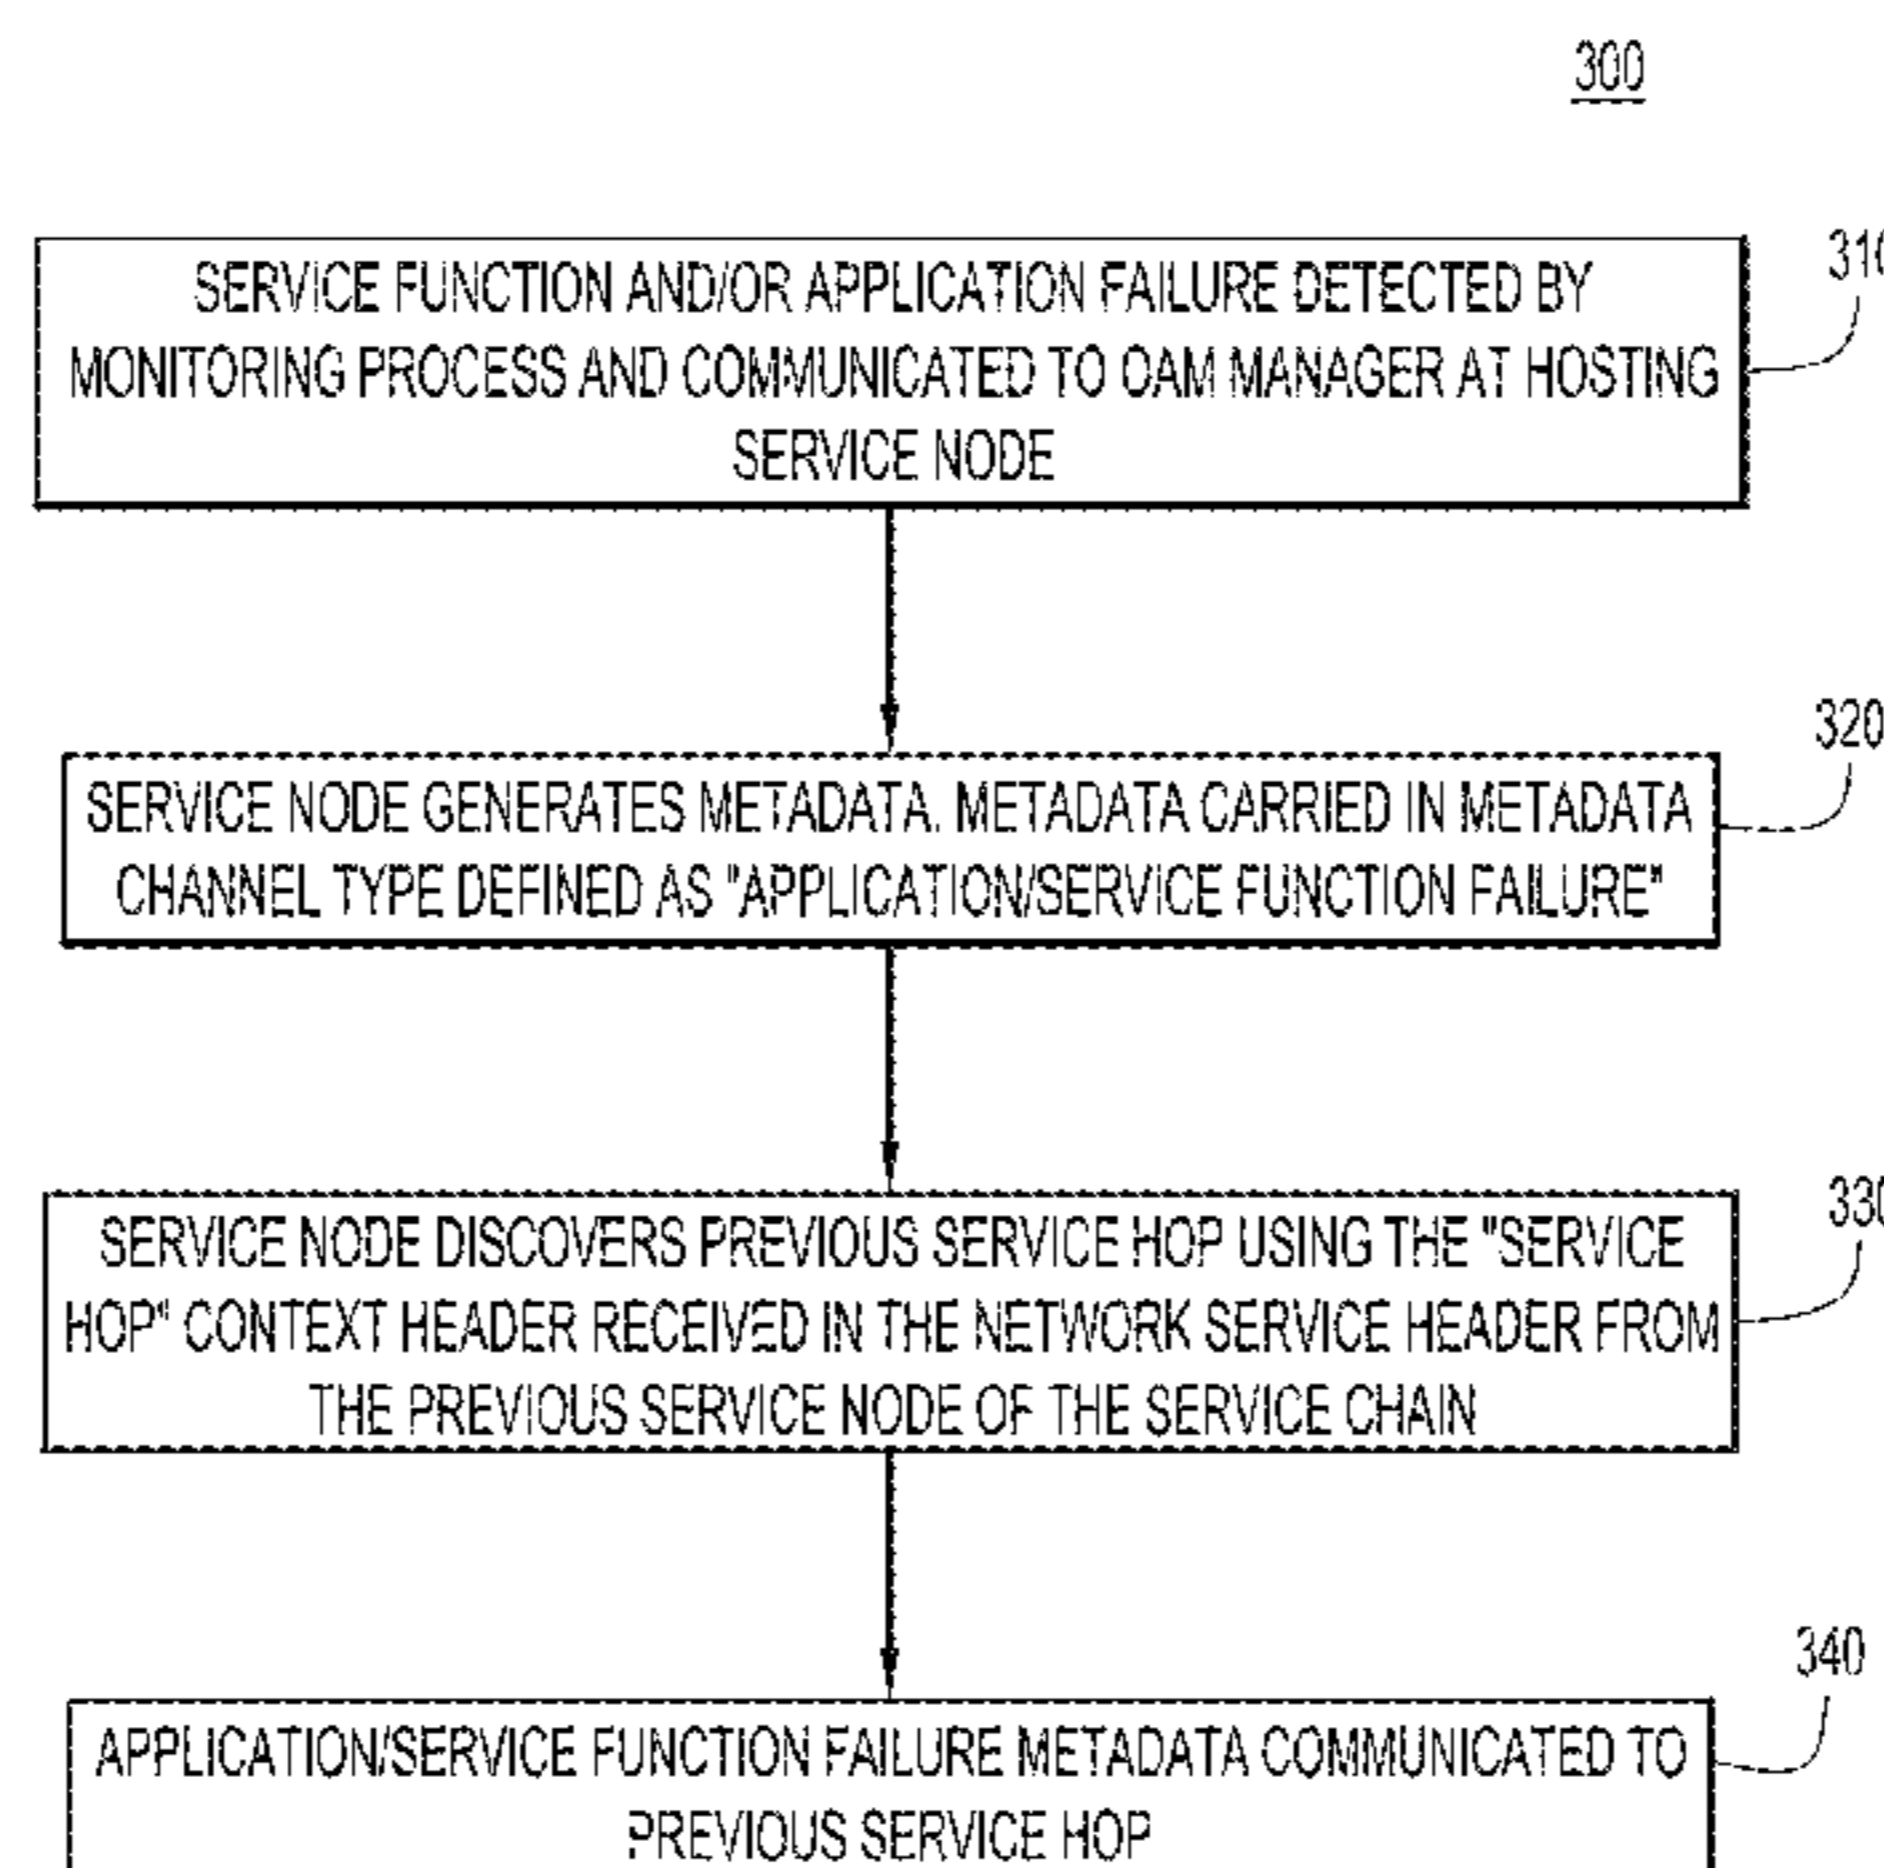 300
310
SERVICE FUNCTION AND/OR APPLICATION FAILURE DETECTED BY
MONITORING PROCESS AND COMMUNICATED TO OAM MANAGER AT HOSTING
SERVICE NODE
320
SERVICE NODE GENERATES METADATA. METADATA CARRIED IN METADATA
CHANNEL TYPE DEFINED AS "APPLICATION/SERVICE FUNCTION FAILURE"
330
SERVICE NODE DISCOVERS PREVIOUS SERVICE HOP USING THE "SERVICE
HOP" CONTEXT HEADER RECEIVED IN THE NETWORK SERVICE HEADER FROM
THE PREVIOUS SERVICE NODE OF THE SERVICE CHAIN
340
APPLICATION/SERVICE FUNCTION FAILURE METADATA COMMUNICATED TO
PREVIOUS SERVICE HOP